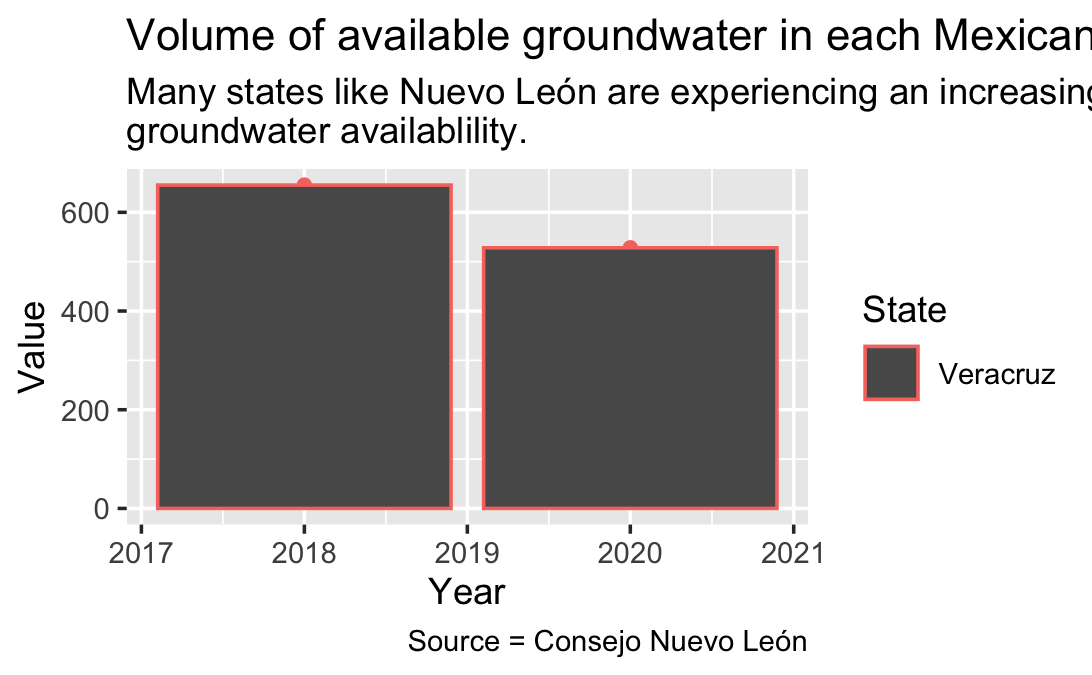 Volume of available groundwater in each Mexican
Many states like Nuevo León are experiencing an increasing
groundwater availablility.
600
400
200
0
Value
2017 2018 2019 2020 2021
Year
State
Veracruz
Source = Consejo Nuevo León